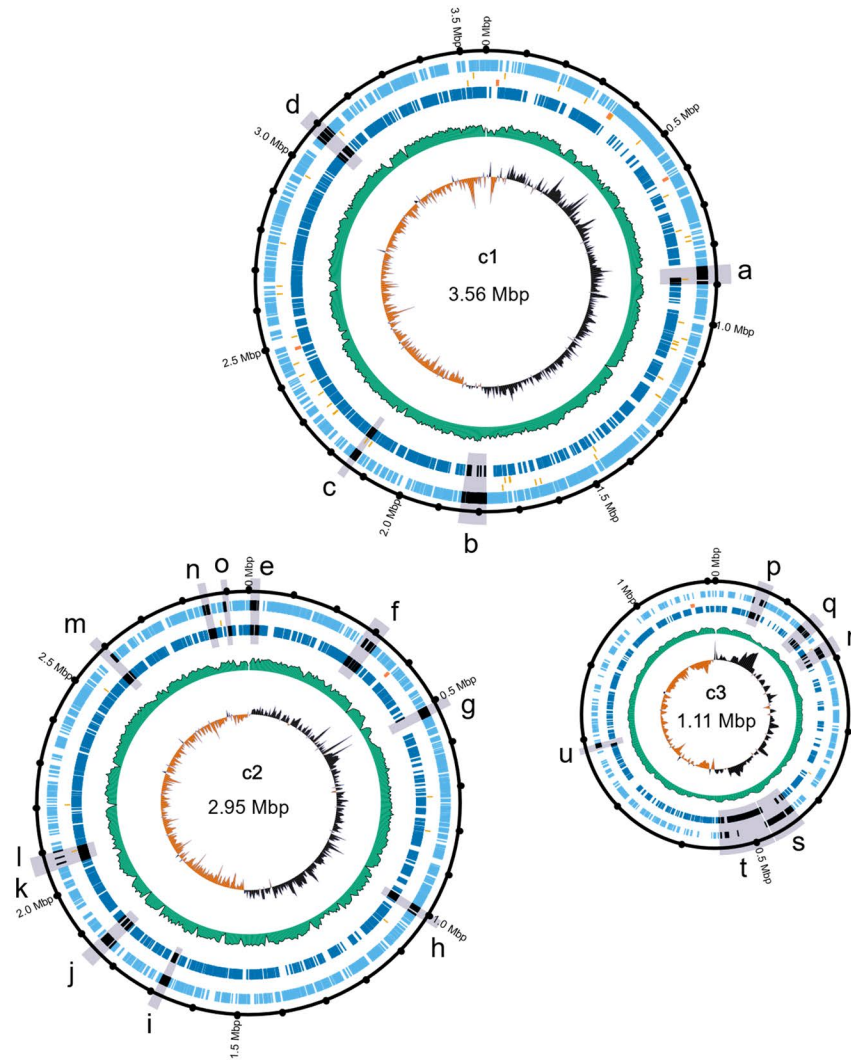 3.5 Mbp
0 Mbp
d
3.0 Mbp
0.5 Mbp
c1
3.56 Mbp
a
1.0 Mbp
2.5 Mbp
c
2.0 Mbp
1.5 Mbp
b
n o e
0 Mbp
f
m
2.5 Mbp
0.5 Mbp
g
c2
2.95 Mbp
l
k
2.0 Mbp
1.0 Mbp
h
j
i
1.5 Mbp
0 Mbp
p
1 Mbp
q
r
c3
1.11 Mbp
u
s
t
0.5 Mbp